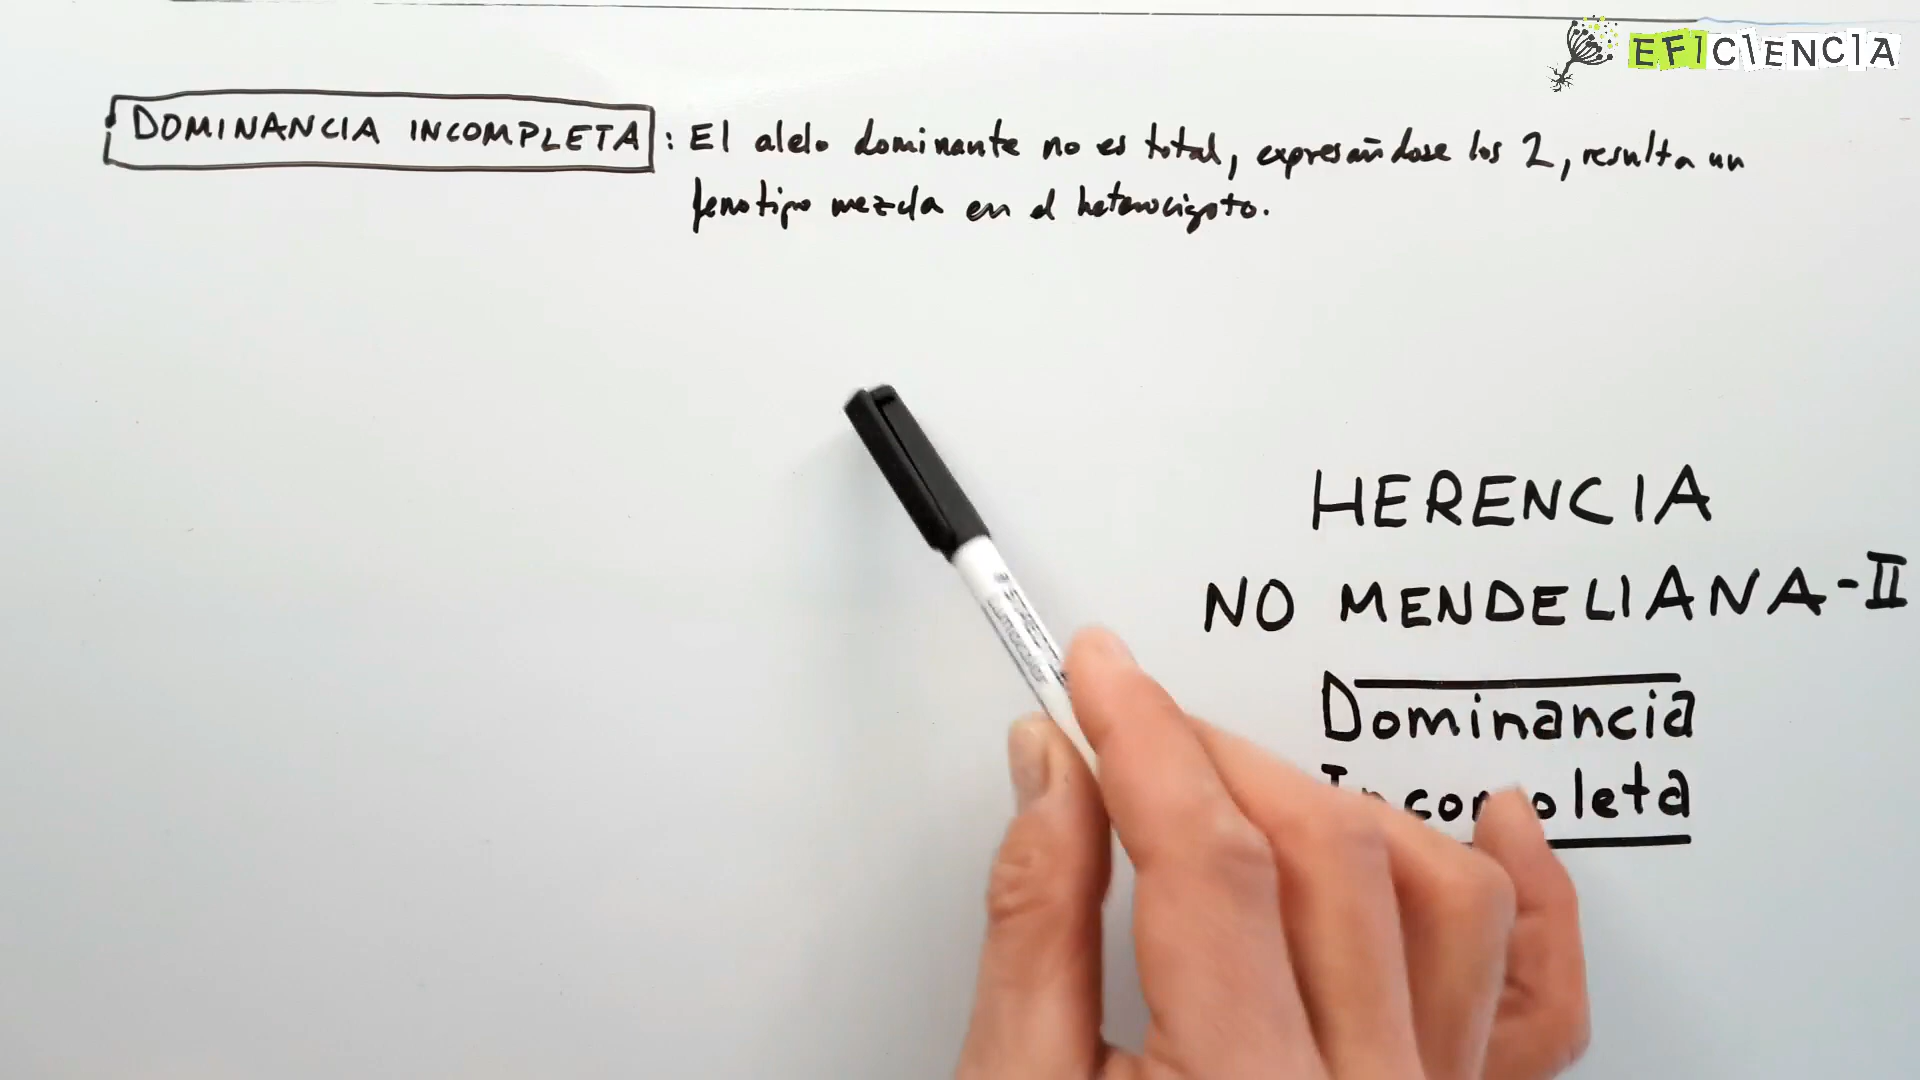 EFICIENCIA
DOMINANCIA INCOMPLETA : El alelo dominante no es total, expresándose los 2, resulta un
fenotipo mezcla en el heterocigoto.
HERENCIA
NO MENDELIANA-II
Dominancia
Incompleta